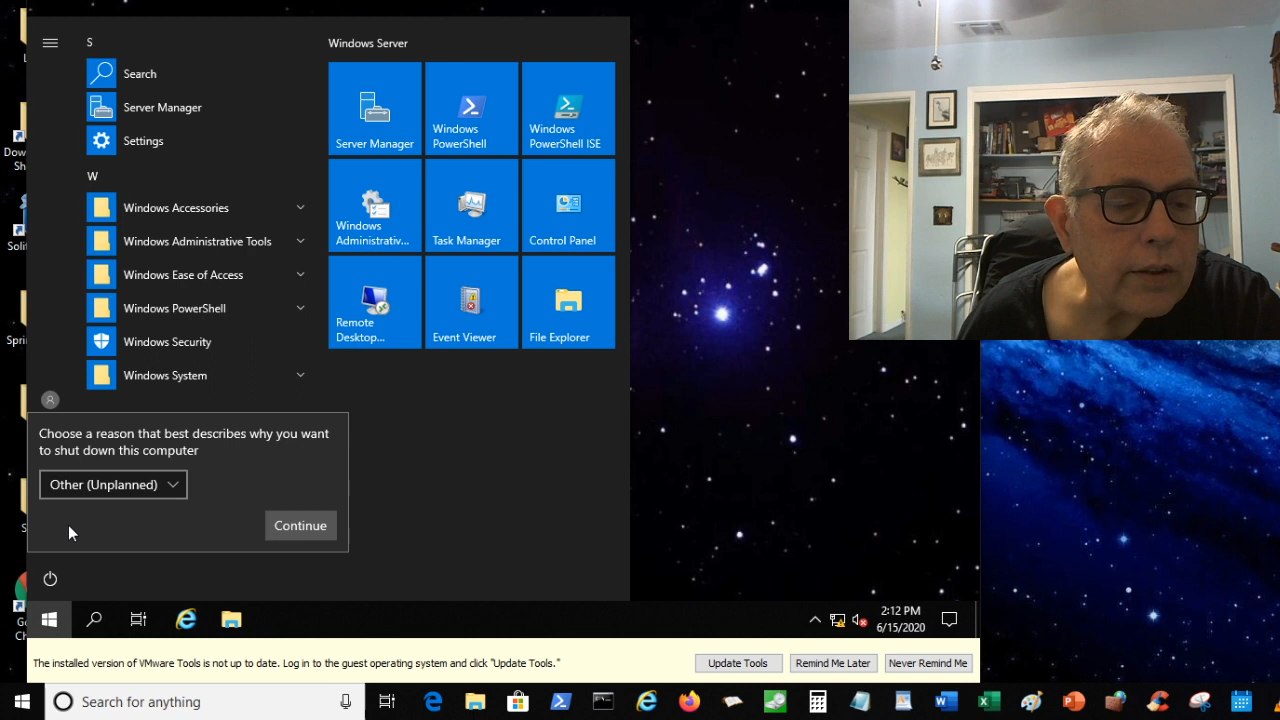 S
Search
Server Manager
Settings
W
Windows Accessories
Windows Administrative Tools
Windows Ease of Access
Windows PowerShell
Windows Security
Windows System
Windows Server
Server Manager
Windows
PowerShell
Windows
PowerShell ISE
Windows
Administrativ...
Task Manager
Control Panel
Remote
Desktop...
Event Viewer
File Explorer
Choose a reason that best describes why you want
to shut down this computer
Other (Unplanned)
Continue
2:12 PM
6/15/2020
The installed version of VMware Tools is not up to date. Log in to the guest operating system and click "Update Tools."
Update Tools
Remind Me Later
Never Remind Me
Search for anything